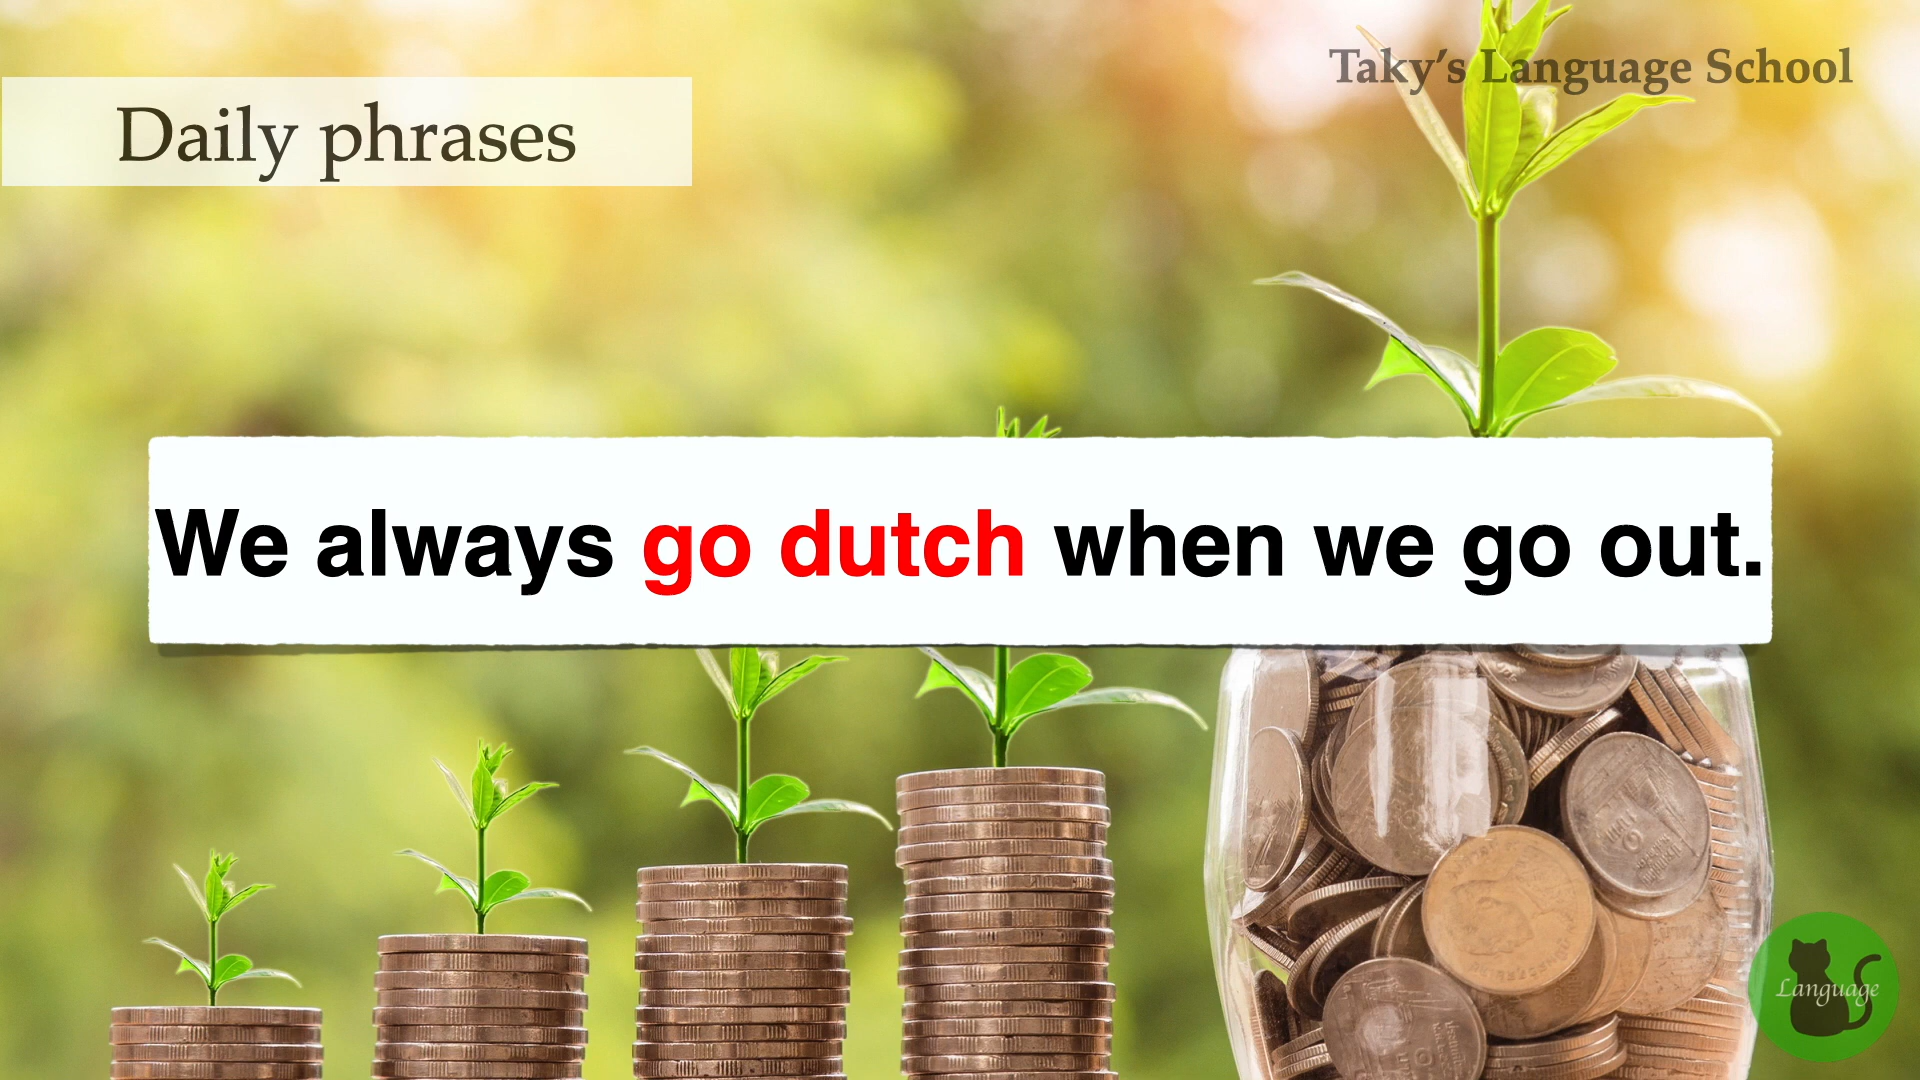 Taky’s Language School
Daily phrases
We always go dutch when we go out.
Language